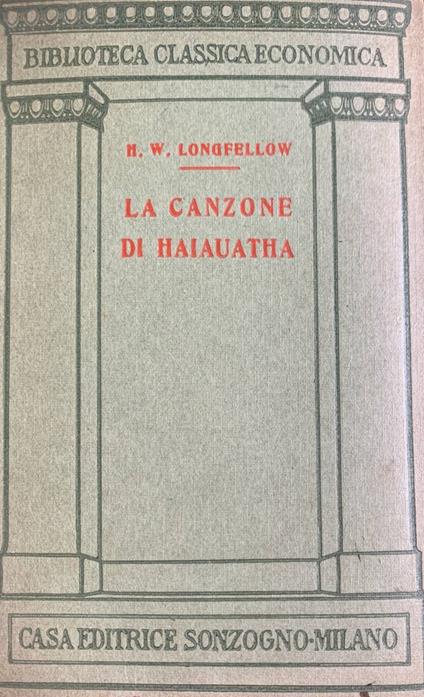 BIBLIOTECA CLASSICA ECONOMICA
H. W. LONGFELLOW
LA CANZONE
DI HAIAUATHA
CASA EDITRICE SONZOGNO-MILANO